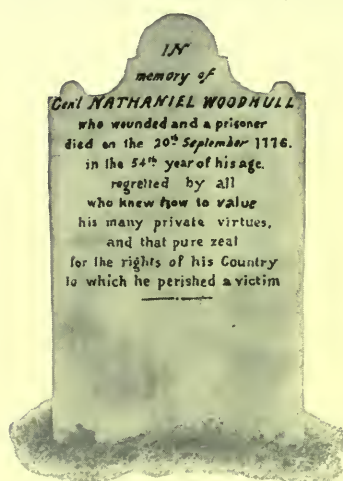 IN
memory of
Gen'l NATHANIEL WOODHULL
who wounded and a prisoner
died on the 20th September 1776.
in the 54th year of his age.
regretted by all
who knew how to value
his many private virtues,
and that pure zeal
for the rights of his Country
to which he perished a victim